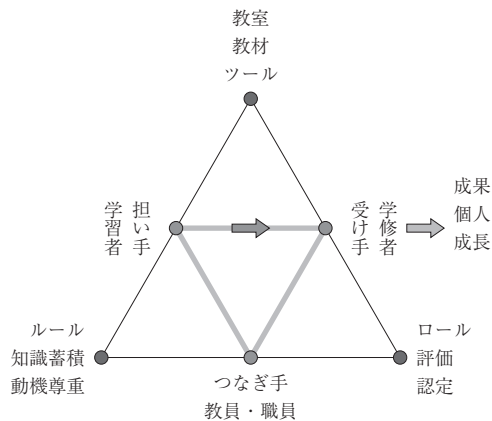 教室
教材
ツール
担い手
学習者
学修者
受け手
成果
個人
成長
ルール
知識蓄積
動機尊重
つなぎ手
教員・職員
ロール
評価
認定